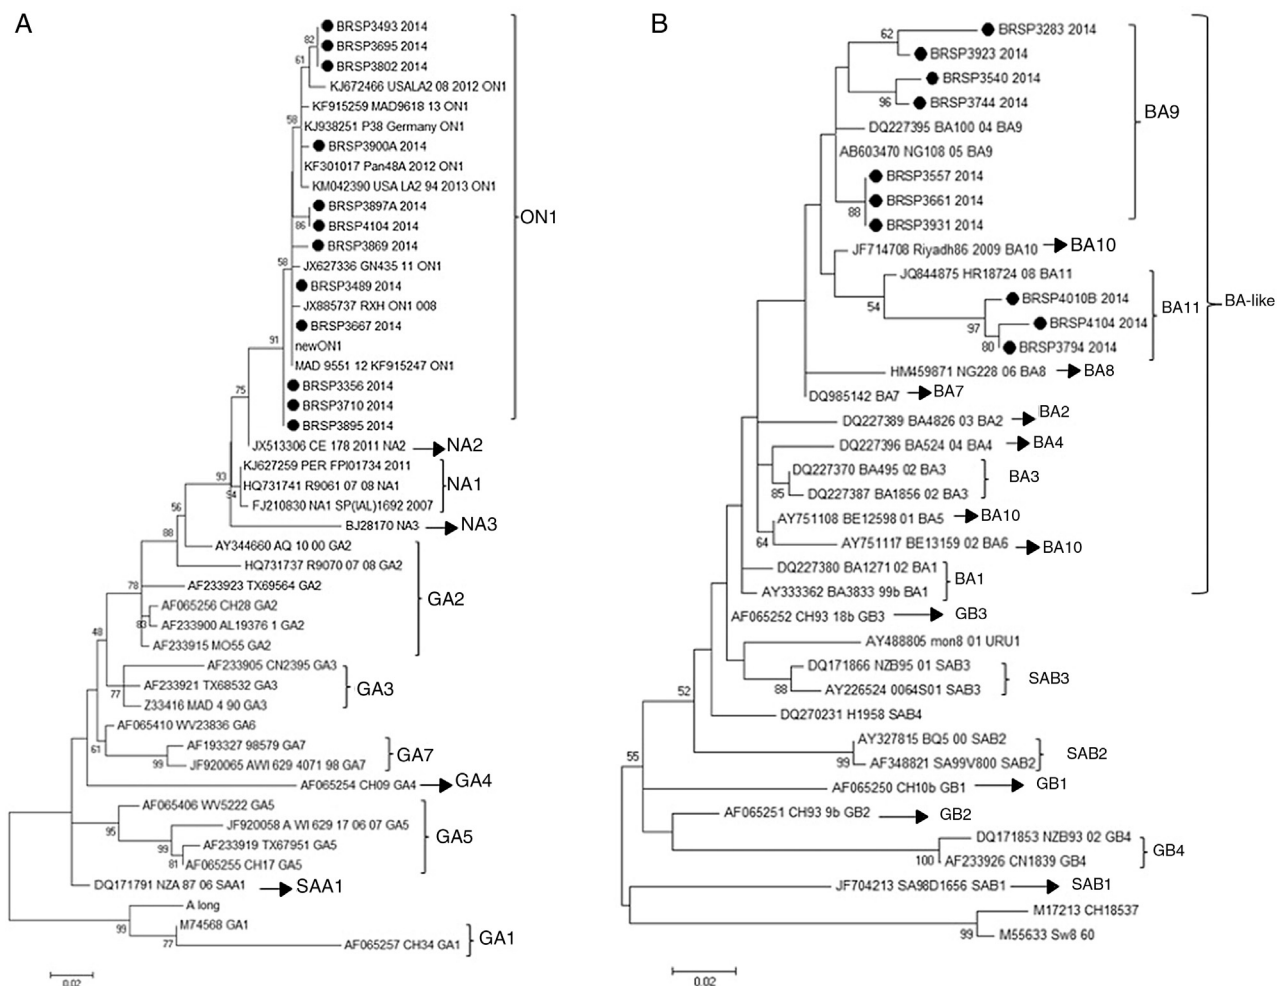 A
82
BRSP3493 2014
BRSP3695 2014
61
BRSP3802 2014
KJ672466 USALA2 08 2012 ON1
KF915259 MAD9618 13 ON1
58
KJ938251 P38 Germany ON1
BRSP3900A 2014
KF301017 Pan48A 2012 ON1
KM042390 USA LA2 94 2013 ON1
BRSP3897A 2014
86
BRSP4104 2014
ON1
BRSP3869 2014
58
JX627336 GN435 11 ON1
BRSP3489 2014
JX885737 RXH ON1 008
BRSP3667 2014
91
newON1
MAD 9551 12 KF915247 ON1
BRSP3356 2014
75
BRSP3710 2014
BRSP3895 2014
JX513306 CE 178 2011 NA2
NA2
KJ627259 PER FPI01734 2011
93
HQ731741 R9061 07 08 NA1
NA1
94
FJ210830 NA1 SP(IAL)1692 2007
56
BJ28170 NA3
NA3
88
AY344660 AQ 10 00 GA2
HQ731737 R9070 07 08 GA2
78
AF233923 TX69564 GA2
GA2
AF065256 CH28 GA2
83
AF233900 AL19376 1 GA2
48
AF233915 MO55 GA2
AF233905 CN2395 GA3
77
AF233921 TX68532 GA3
GA3
Z33416 MAD 4 90 GA3
AF065410 WV23836 GA6
61
AF193327 98579 GA7
GA7
99
JF920065 AWI 629 4071 98 GA7
AF065254 CH09 GA4
GA4
AF065406 WV5222 GA5
95
JF920058 A WI 629 17 06 07 GA5
GA5
99
AF233919 TX67951 GA5
81
AF065255 CH17 GA5
DQ171791 NZA 87 06 SAA1
SAA1
A long
99
M74568 GA1
77
AF065257 CH34 GA1
GA1
0.02
B
62
BRSP3283 2014
BRSP3923 2014
BRSP3540 2014
96
BRSP3744 2014
BA9
DQ227395 BA100 04 BA9
AB603470 NG108 05 BA9
BRSP3557 2014
BRSP3661 2014
88
BRSP3931 2014
JF714708 Riyadh86 2009 BA10
BA10
JQ844875 HR18724 08 BA11
54
BRSP4010B 2014
BA11
BA-like
97
BRSP4104 2014
80
BRSP3794 2014
HM459871 NG228 06 BA8
BA8
DQ985142 BA7
BA7
DQ227389 BA4826 03 BA2
BA2
DQ227396 BA524 04 BA4
BA4
DQ227370 BA495 02 BA3
BA3
85
DQ227387 BA1856 02 BA3
AY751108 BE12598 01 BA5
BA10
64
AY751117 BE13159 02 BA6
BA10
DQ227380 BA1271 02 BA1
BA1
AY333362 BA3833 99b BA1
AF065252 CH93 18b GB3
GB3
AY488805 mon8 01 URU1
DQ171866 NZB95 01 SAB3
SAB3
88
AY226524 0064S01 SAB3
52
DQ270231 H1958 SAB4
AY327815 BQ5 00 SAB2
SAB2
99
AF348821 SA99V800 SAB2
55
AF065250 CH10b GB1
GB1
AF065251 CH93 9b GB2
GB2
DQ171853 NZB93 02 GB4
GB4
100
AF233926 CN1839 GB4
JF704213 SA98D1656 SAB1
SAB1
M17213 CH18537
99
M55633 Sw8 60
0.02